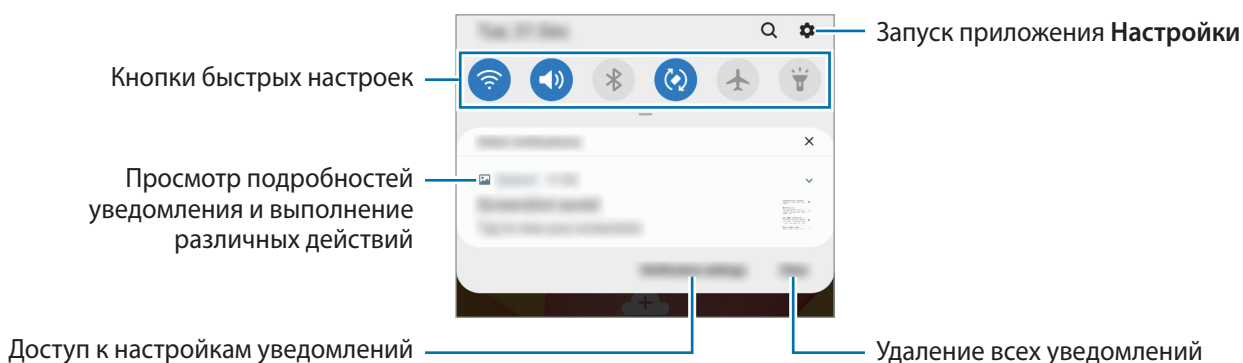 Запуск приложения Настройки
Кнопки быстрых настроек
Просмотр подробностей
уведомления и выполнение
различных действий
Доступ к настройкам уведомлений
Удаление всех уведомлений